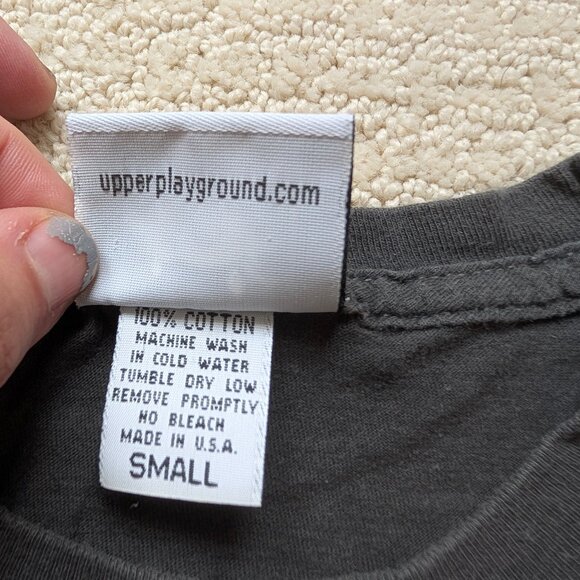 upperplayground.com
100% COTTON
MACHINE WASH
IN COLD WATER
TUMBLE DRY LOW
REMOVE PROMPTLY
NO BLEACH
MADE IN U.S.A.
SMALL